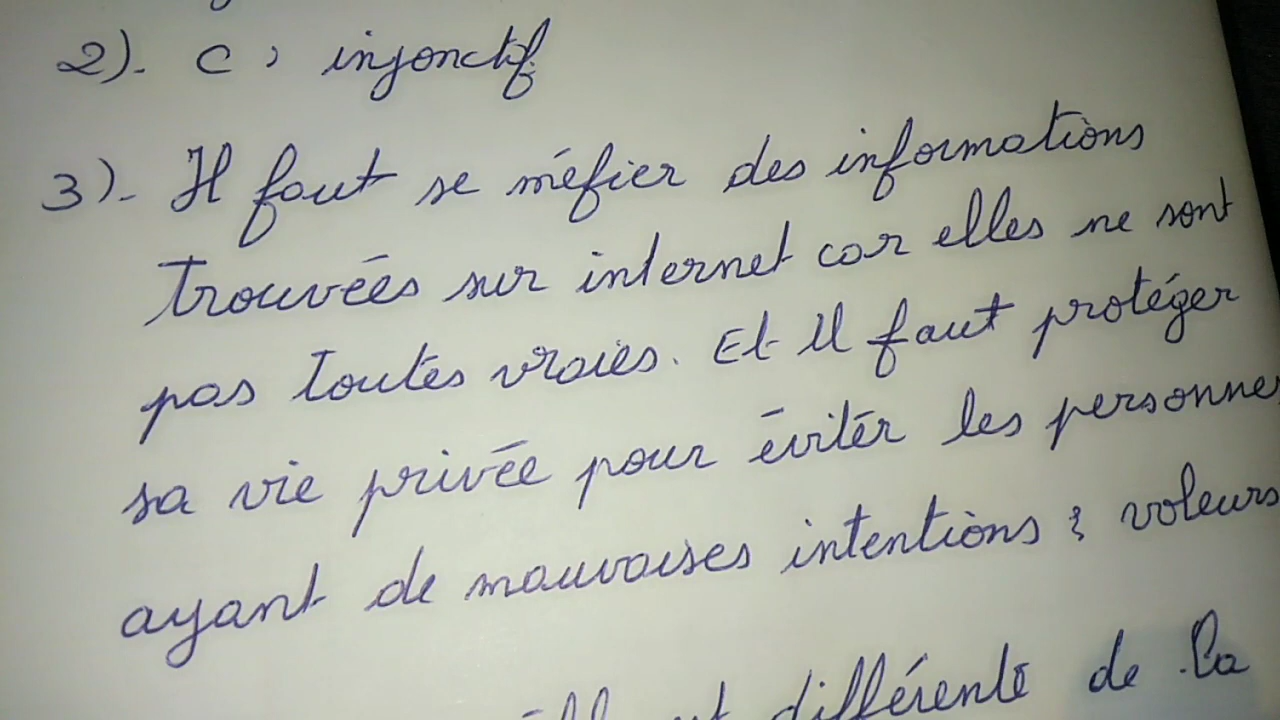 2). c, injonctif.
3). Il faut se méfier des informations
trouvées sur internet car elles ne sont
pas toutes vraies. Et Il faut protéger
sa vie privée pour éviter les personnes
ayant de mauvaises intentions : voleurs
différente de la